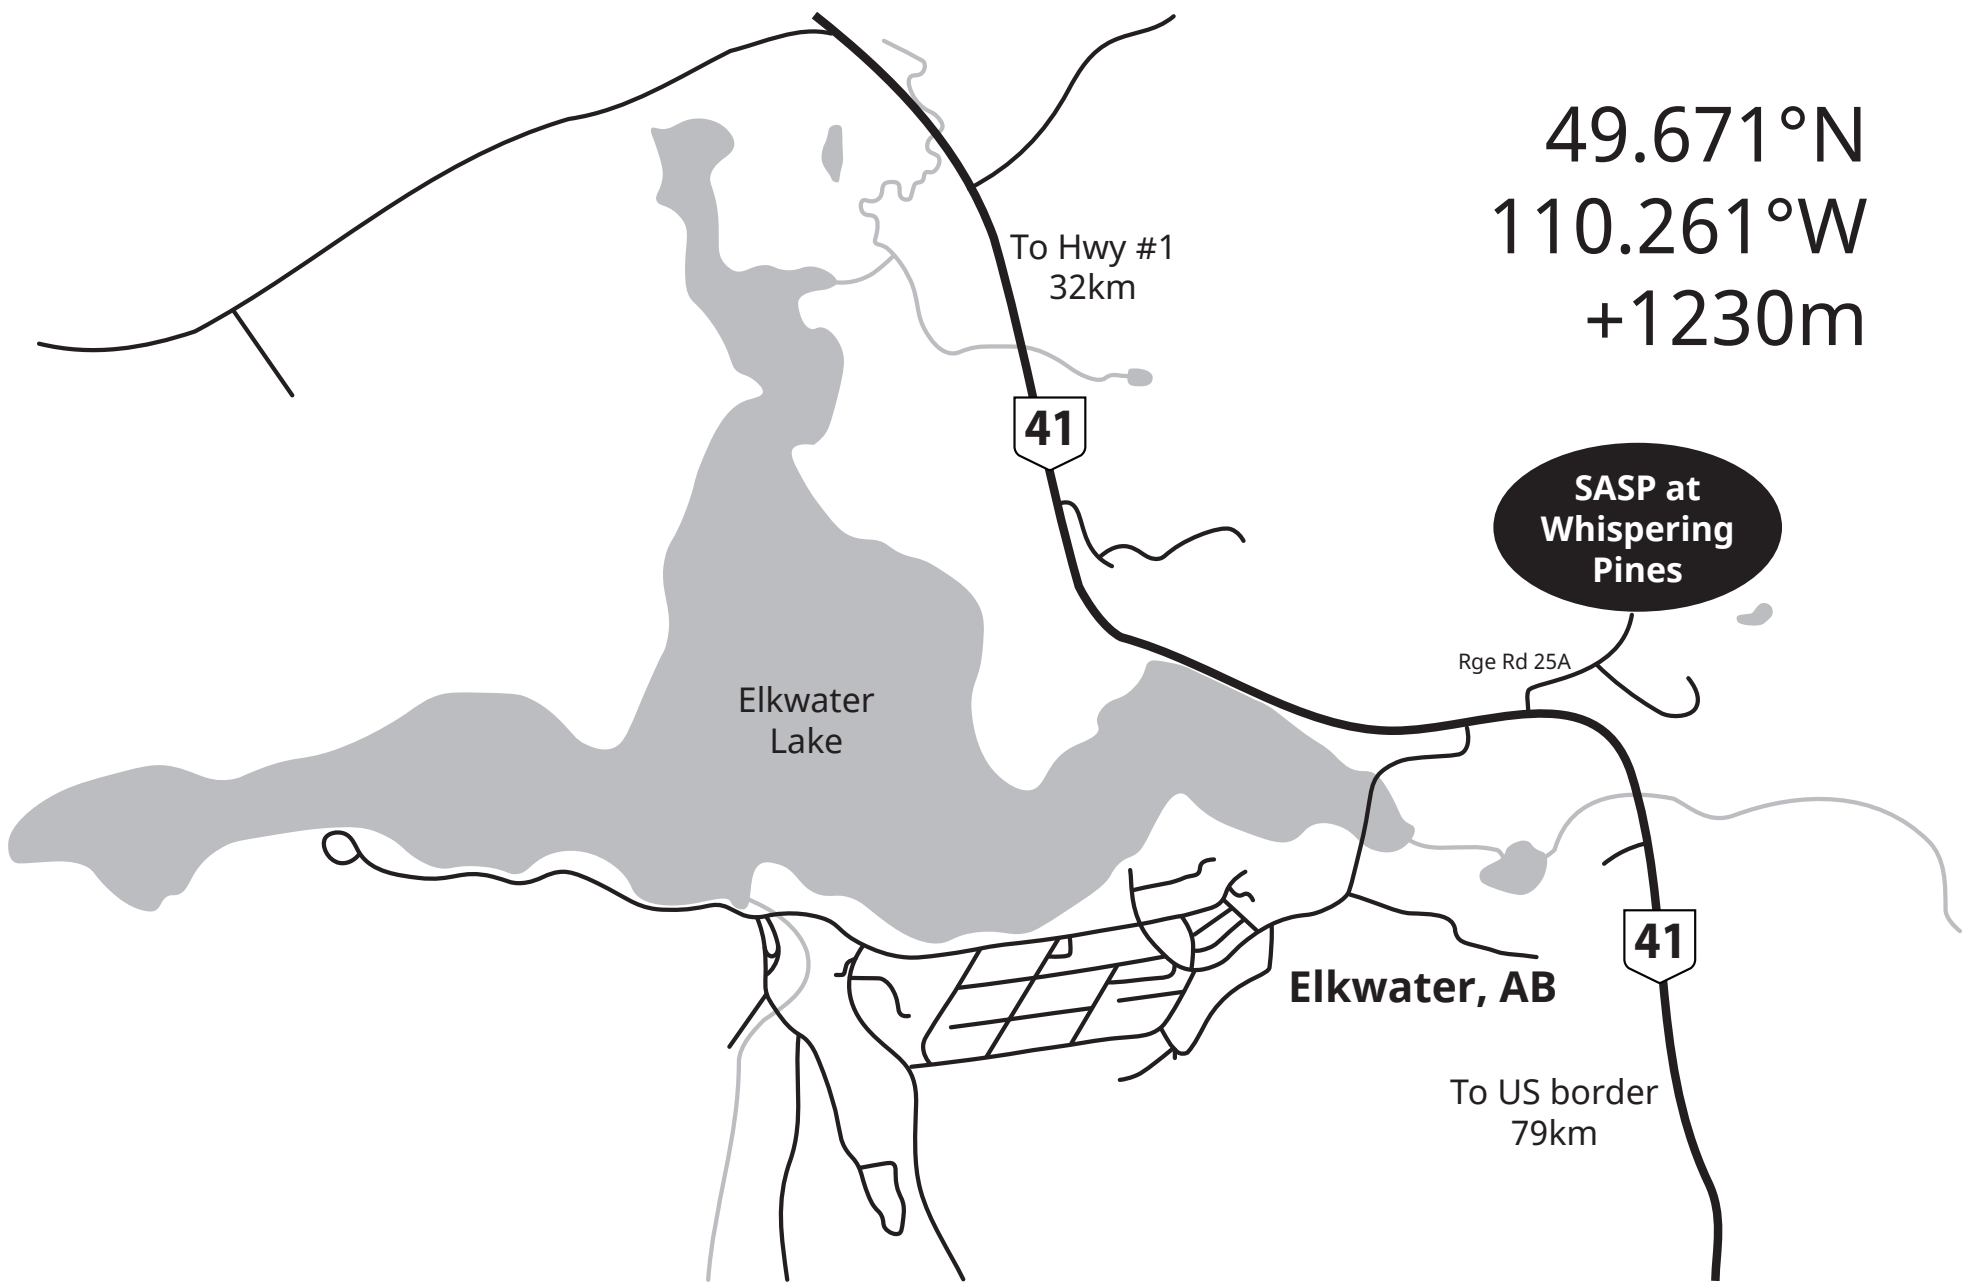 49.671°N
110.261°W
+1230m
To Hwy #1
32km
41
SASP at
Whispering
Pines
Rge Rd 25A
Elkwater
Lake
41
Elkwater, AB
To US border
79km